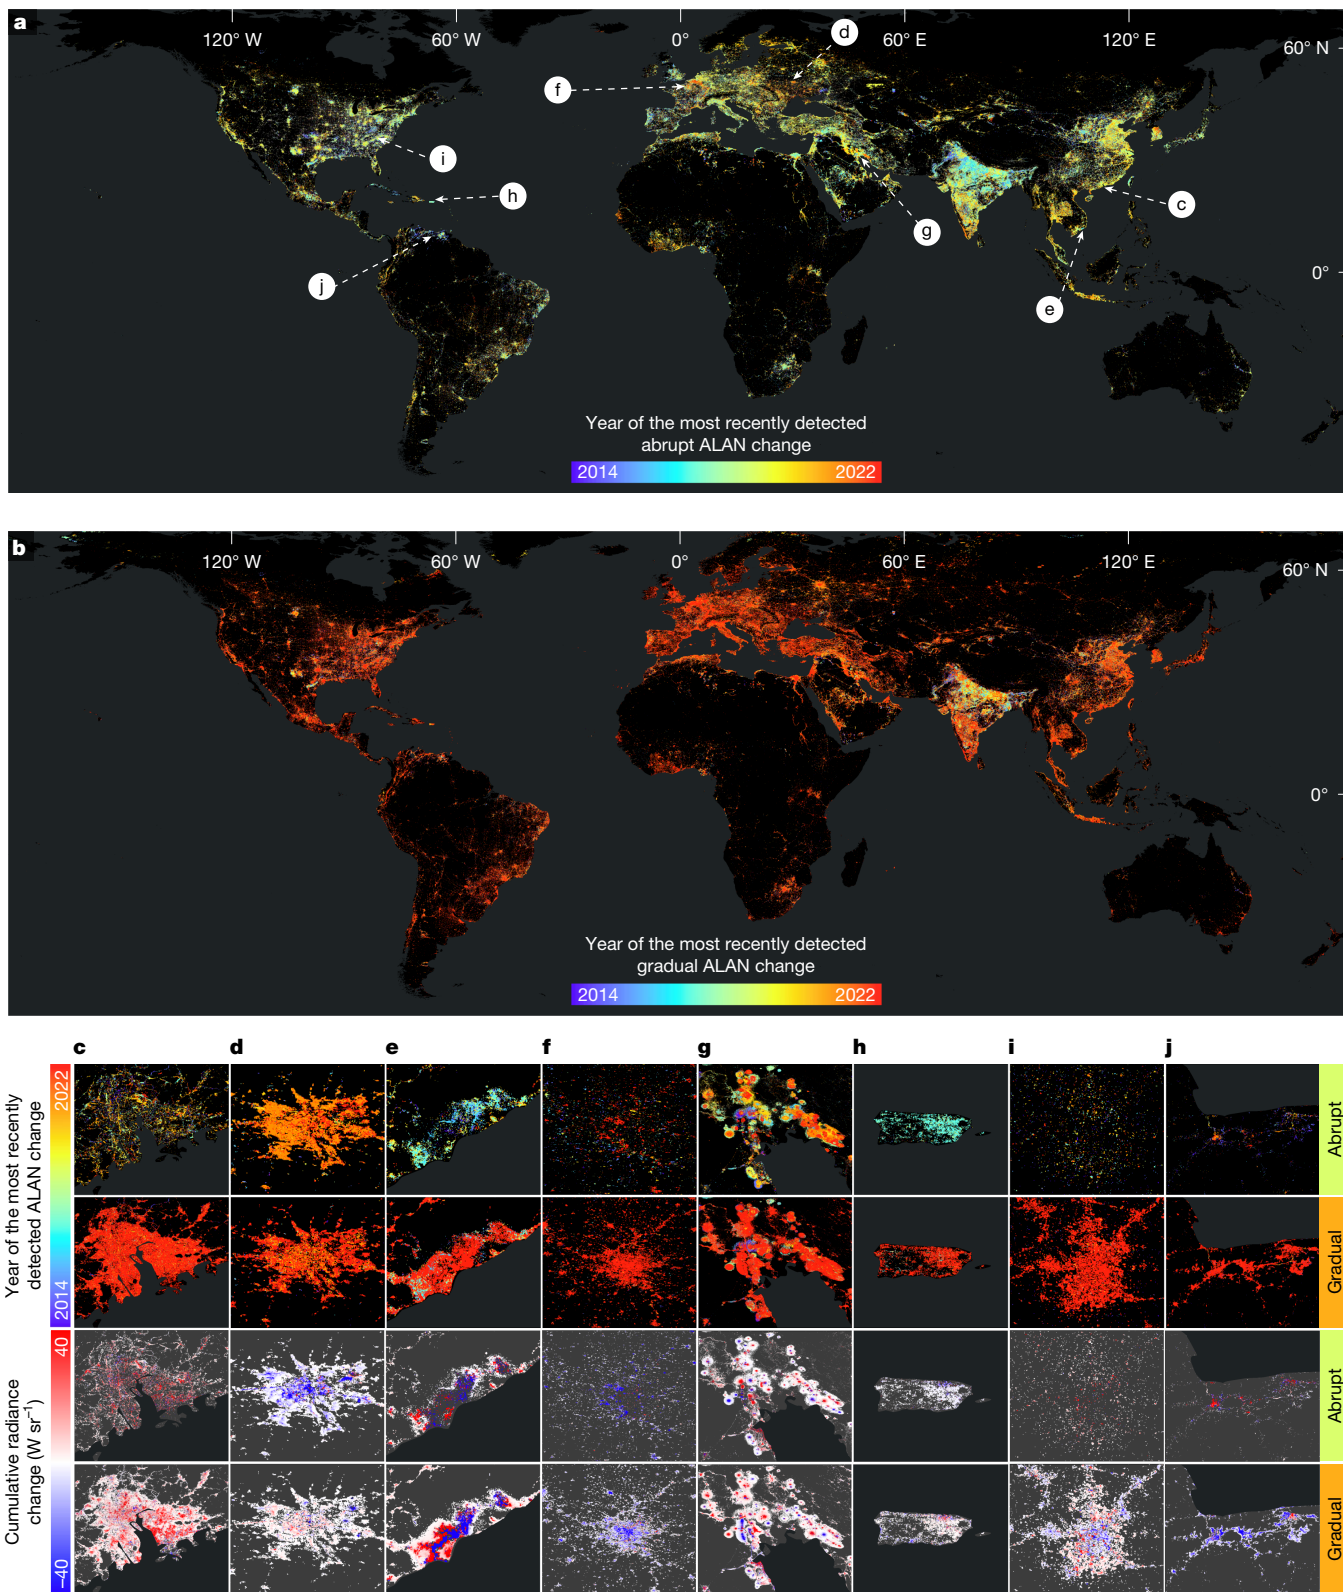 a
120° W
60° W
0°
60° E
120° E
60° N
d
f
i
h
c
g
j
e
0°
Year of the most recently detected
abrupt ALAN change
2014
2022
b
120° W
60° W
0°
60° E
120° E
60° N
0°
Year of the most recently detected
gradual ALAN change
2014
2022
c
d
e
f
g
h
i
j
Year of the most recently
detected ALAN change
2014
2022
Abrupt
Gradual
Cumulative radiance
change (W sr⁻¹)
–40
40
Abrupt
Gradual